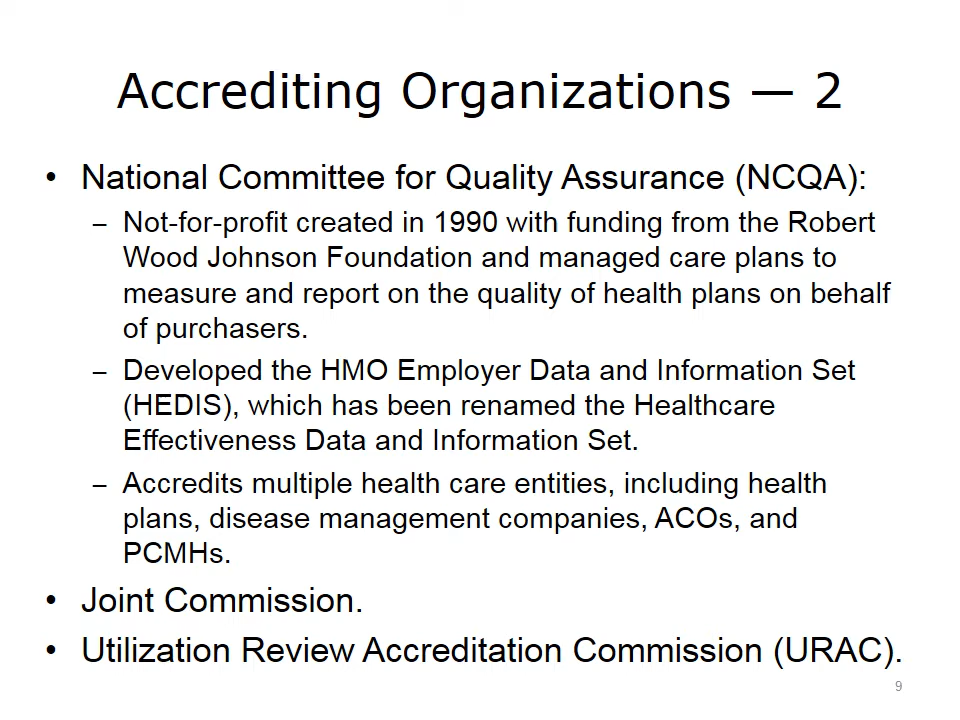 Accrediting Organizations — 2
• National Committee for Quality Assurance (NCQA):
– Not-for-profit created in 1990 with funding from the Robert
Wood Johnson Foundation and managed care plans to
measure and report on the quality of health plans on behalf
of purchasers.
– Developed the HMO Employer Data and Information Set
(HEDIS), which has been renamed the Healthcare
Effectiveness Data and Information Set.
– Accredits multiple health care entities, including health
plans, disease management companies, ACOs, and
PCMHs.
• Joint Commission.
• Utilization Review Accreditation Commission (URAC).
9